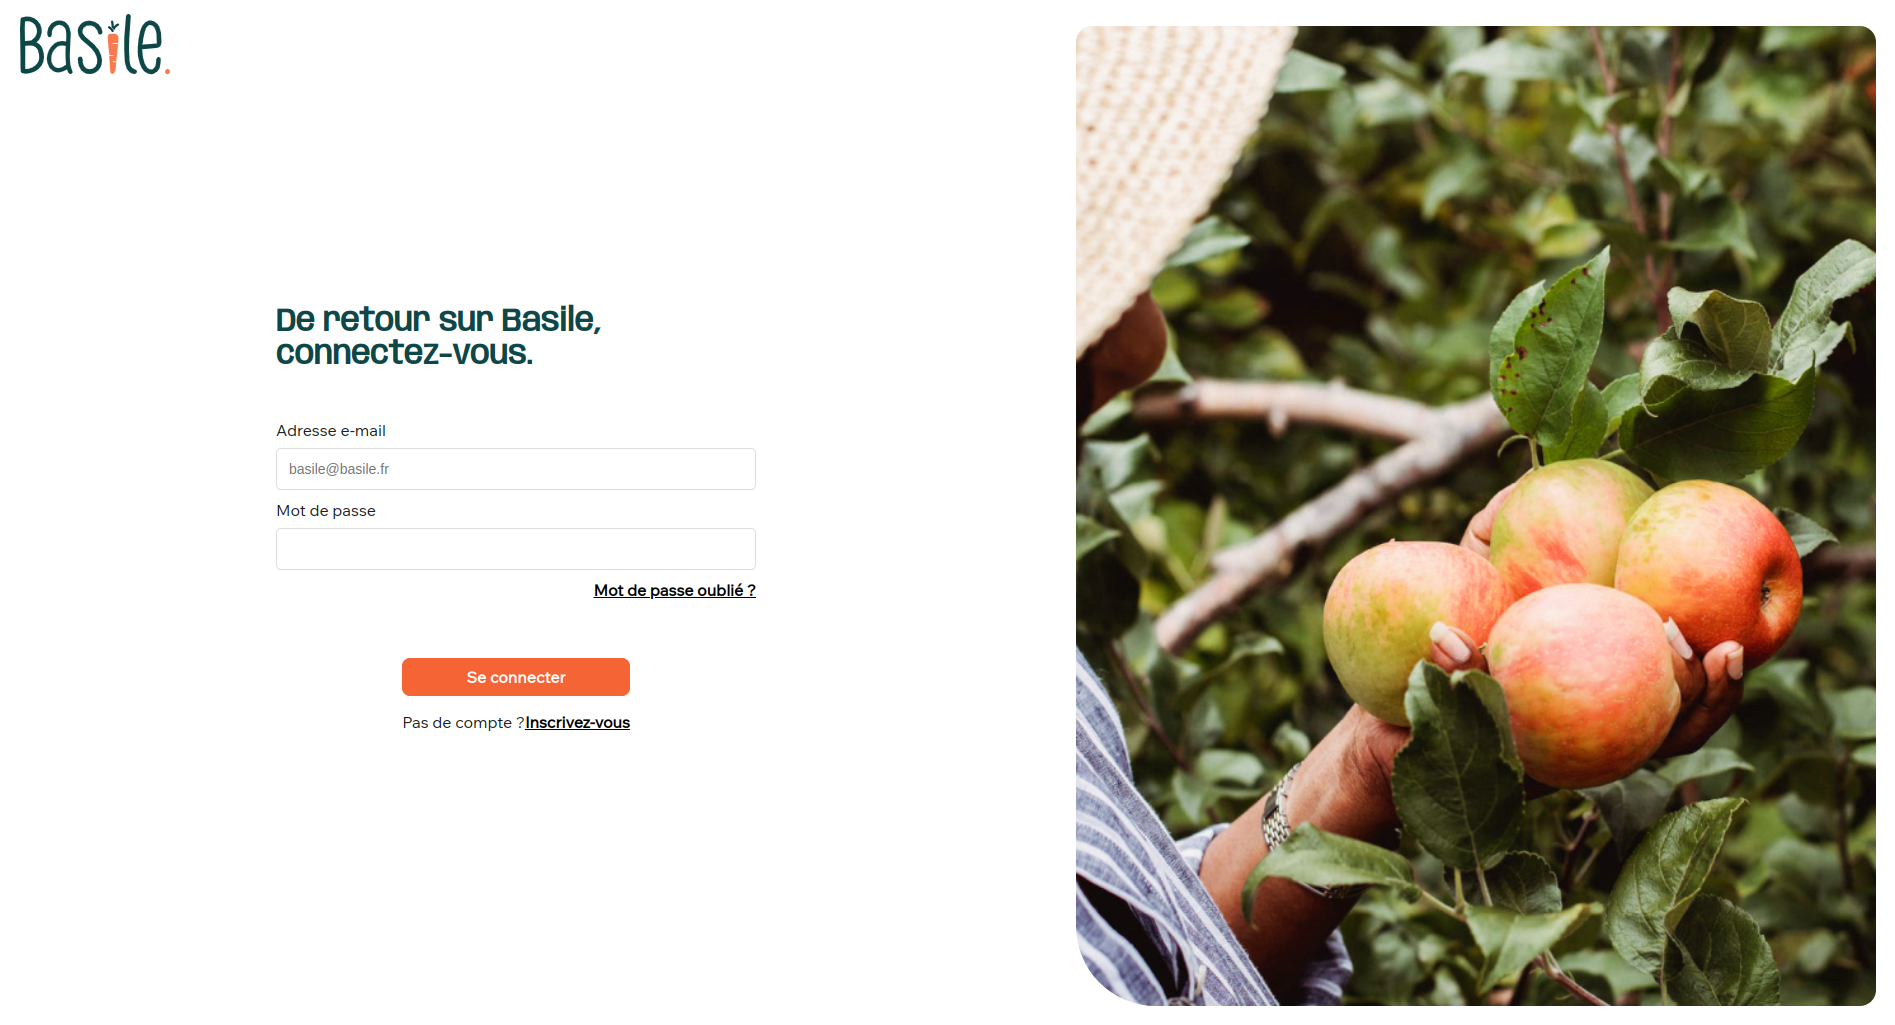 Basile.
De retour sur Basile,
connectez-vous.
Adresse e-mail
basile@basile.fr
Mot de passe
Mot de passe oublié ?
Se connecter
Pas de compte ?Inscrivez-vous